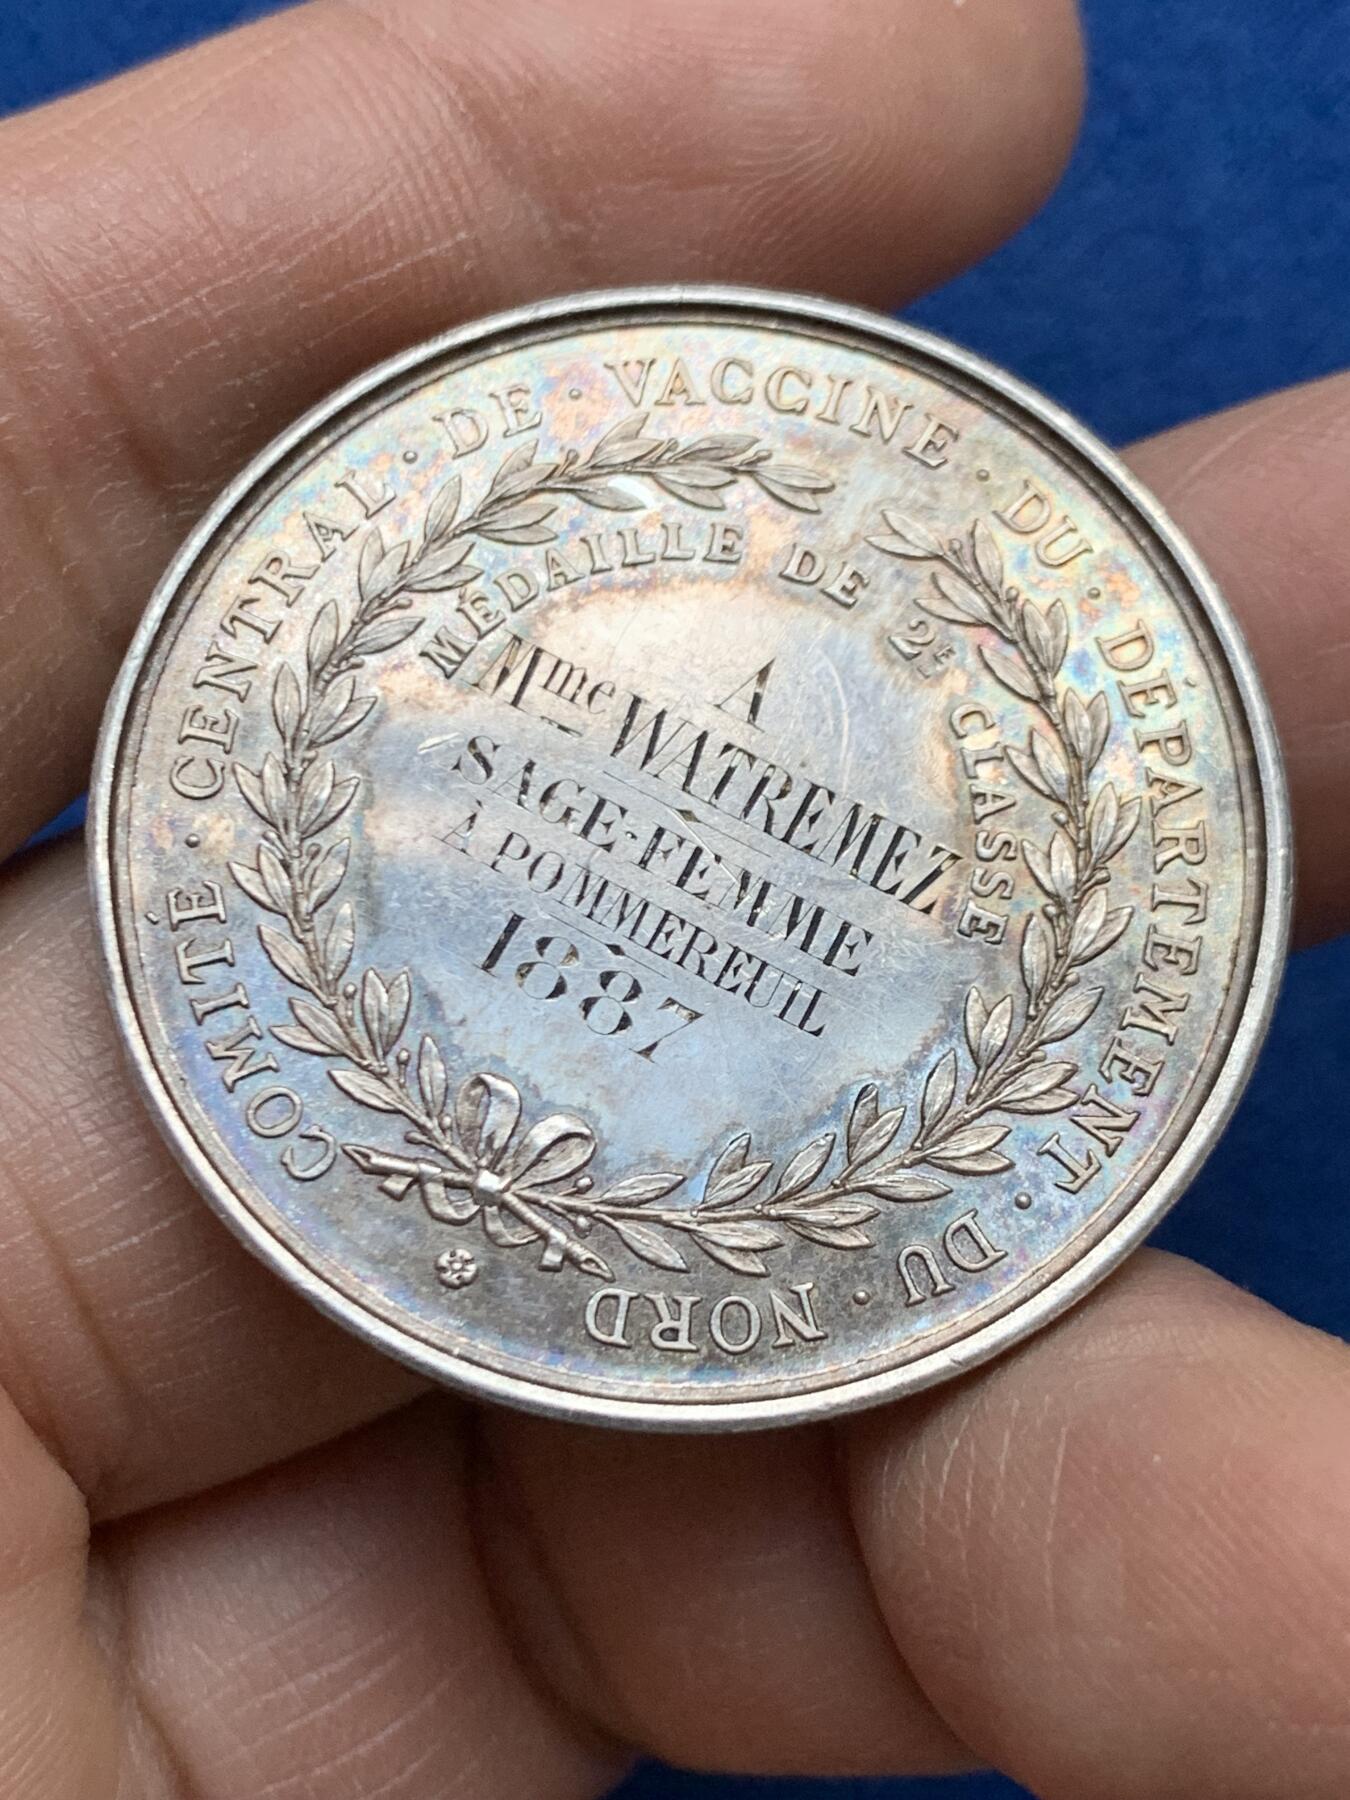 COMITÉ · CENTRAL · DE · VACCINE · DU · DÉPARTEMENT · DU · NORD
MÉDAILLE DE 2E CLASSE
A
Mme WATREMEZ
SAGE-FEMME
À POMMEREUIL
1887